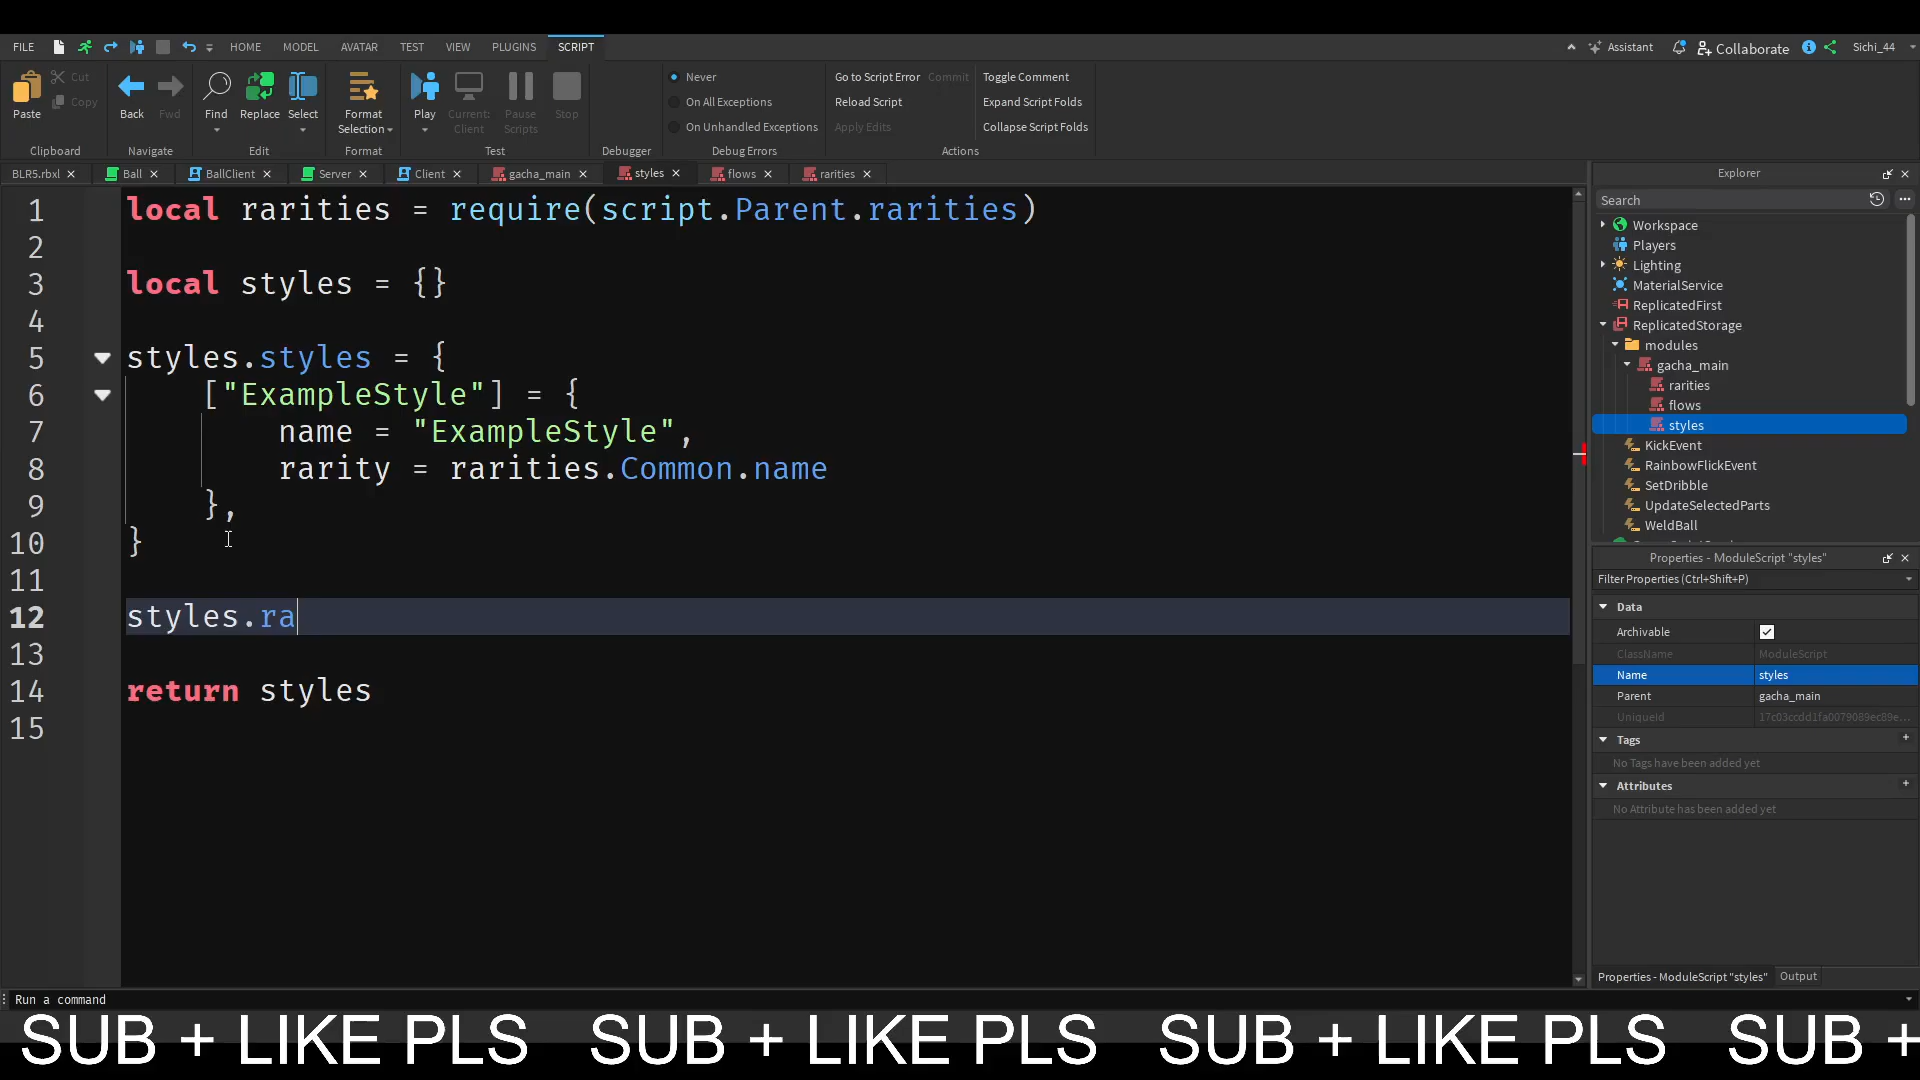 FILE HOME MODEL AVATAR TEST VIEW PLUGINS SCRIPT Assistant Collaborate Sichi_44
Paste Cut Copy Clipboard
Back Fwd Navigate
Find Replace Select Edit
Format Selection Format
Play Current: Client Pause Scripts Stop Test
Debugger
Never
On All Exceptions
On Unhandled Exceptions
Debug Errors
Go to Script Error Commit Toggle Comment
Reload Script Expand Script Folds
Apply Edits Collapse Script Folds
Actions
BLR5.rbxl Ball BallClient Server Client gacha_main styles flows rarities
1 local rarities = require(script.Parent.rarities)
2
3 local styles = {}
4
5 styles.styles = {
6 ["ExampleStyle"] = {
7 name = "ExampleStyle",
8 rarity = rarities.Common.name
9 },
10 }
11
12 styles.ra
13
14 return styles
15
Explorer
Search
Workspace
Players
Lighting
MaterialService
ReplicatedFirst
ReplicatedStorage
modules
gacha_main
rarities
flows
styles
KickEvent
RainbowFlickEvent
SetDribble
UpdateSelectedParts
WeldBall
Properties - ModuleScript "styles"
Filter Properties (Ctrl+Shift+P)
Data
Archivable
ClassName ModuleScript
Name styles
Parent gacha_main
UniqueId 17c03ccdd1fa0079089ec89e...
Tags
No Tags have been added yet
Attributes
No Attribute has been added yet
Properties - ModuleScript "styles" Output
Run a command
SUB + LIKE PLS SUB + LIKE PLS SUB + LIKE PLS SUB +